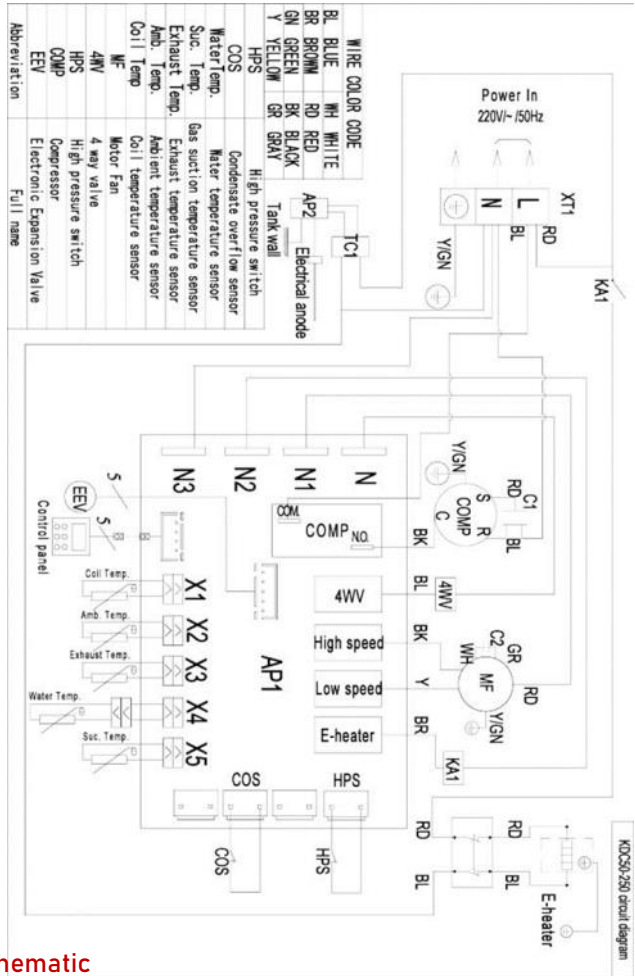 KDC50-250 circuit diagram
WIRE COLOR CODE
BL BLUE WH WHITE
BR BROWN RD RED
GN GREEN BK BLACK
Y YELLOW GR GRAY
HPS High pressure switch
COS Condensate overflow sensor
WaterTemp. Water temperature sensor
Suc. Temp. Gas suction temperature sensor
Exhaust Temp. Exhaust temperature sensor
Amb. Temp. Ambient temperature sensor
Coil Temp Coil temperature sensor
MF Motor Fan
4WV 4 way valve
HPS High pressure switch
COMP Compressor
EEV Electronic Expansion Valve
Abbreviation Full name
Power In
220V/~ /50Hz
XT1
L
N
RD
BL
Y/GN
KA1
AP2
TC1
Tank wall
Electrical anode
N3
N2
N1
N
COM.
COMP N.O.
BK
Y/GN
S
R
C
COMP
RD
C1
BL
4WV
BL
4WV
High speed
BK
Low speed
Y
E-heater
BR
KA1
C2
GR
WH
MF
RD
Y/GN
EEV
5
5
Control panel
AP1
X1
X2
X3
X4
X5
Coil Temp.
Amb. Temp.
Exhaust Temp.
Water Temp.
Suc. Temp.
COS
HPS
COS
HPS
RD
BL
RD
BL
E-heater
hematic